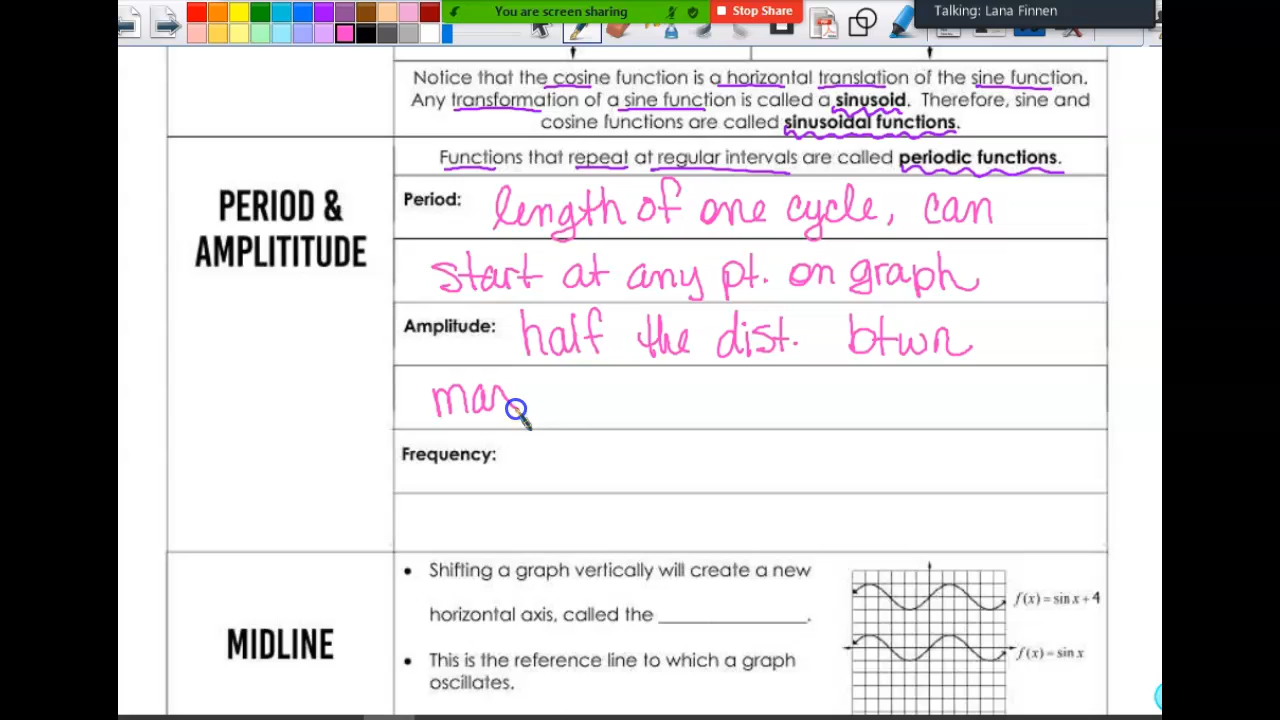 You are screen sharing
Stop Share
Talking: Lana Finnen
Notice that the cosine function is a horizontal translation of the sine function.
Any transformation of a sine function is called a sinusoid. Therefore, sine and
cosine functions are called sinusoidal functions.
PERIOD &
AMPLITITUDE
Functions that repeat at regular intervals are called periodic functions.
Period: length of one cycle, can
start at any pt. on graph
Amplitude: half the dist. btwn
Frequency:
MIDLINE
• Shifting a graph vertically will create a new
horizontal axis, called the _______________.
• This is the reference line to which a graph
oscillates.
f(x) = sin x + 4
f(x) = sin x